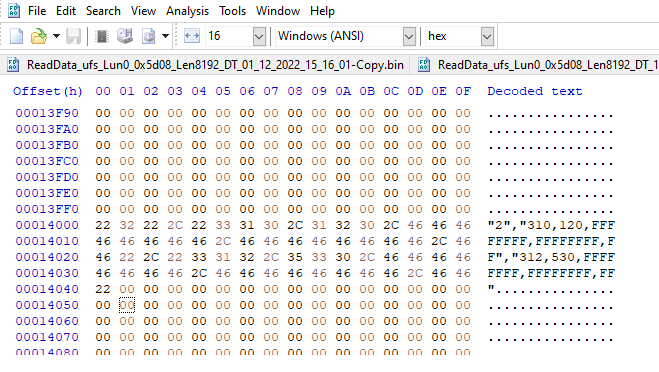 File Edit Search View Analysis Tools Window Help
16 Windows (ANSI) hex
ReadData_ufs_Lun0_0x5d08_Len8192_DT_01_12_2022_15_16_01-Copy.bin ReadData_ufs_Lun0_0x5d08_Len8192_DT_1
Offset(h) 00 01 02 03 04 05 06 07 08 09 0A 0B 0C 0D 0E 0F Decoded text
00013F90 00 00 00 00 00 00 00 00 00 00 00 00 00 00 00 00 ................
00013FA0 00 00 00 00 00 00 00 00 00 00 00 00 00 00 00 00 ................
00013FB0 00 00 00 00 00 00 00 00 00 00 00 00 00 00 00 00 ................
00013FC0 00 00 00 00 00 00 00 00 00 00 00 00 00 00 00 00 ................
00013FD0 00 00 00 00 00 00 00 00 00 00 00 00 00 00 00 00 ................
00013FE0 00 00 00 00 00 00 00 00 00 00 00 00 00 00 00 00 ................
00013FF0 00 00 00 00 00 00 00 00 00 00 00 00 00 00 00 00 ................
00014000 22 32 22 2C 22 33 31 30 2C 31 32 30 2C 46 46 46 "2","310,120,FFF
00014010 46 46 46 46 46 2C 46 46 46 46 46 46 46 46 2C 46 FFFFF,FFFFFFFF,F
00014020 46 22 2C 22 33 31 32 2C 35 33 30 2C 46 46 46 46 F","312,530,FFFF
00014030 46 46 46 46 2C 46 46 46 46 46 46 46 46 2C 46 46 FFFF,FFFFFFFF,FF
00014040 22 00 00 00 00 00 00 00 00 00 00 00 00 00 00 00 "...............
00014050 00 00 00 00 00 00 00 00 00 00 00 00 00 00 00 00 ................
00014060 00 00 00 00 00 00 00 00 00 00 00 00 00 00 00 00 ................
00014070 00 00 00 00 00 00 00 00 00 00 00 00 00 00 00 00 ................
00014080 00 00 00 00 00 00 00 00 00 00 00 00 00 00 00 00 ................